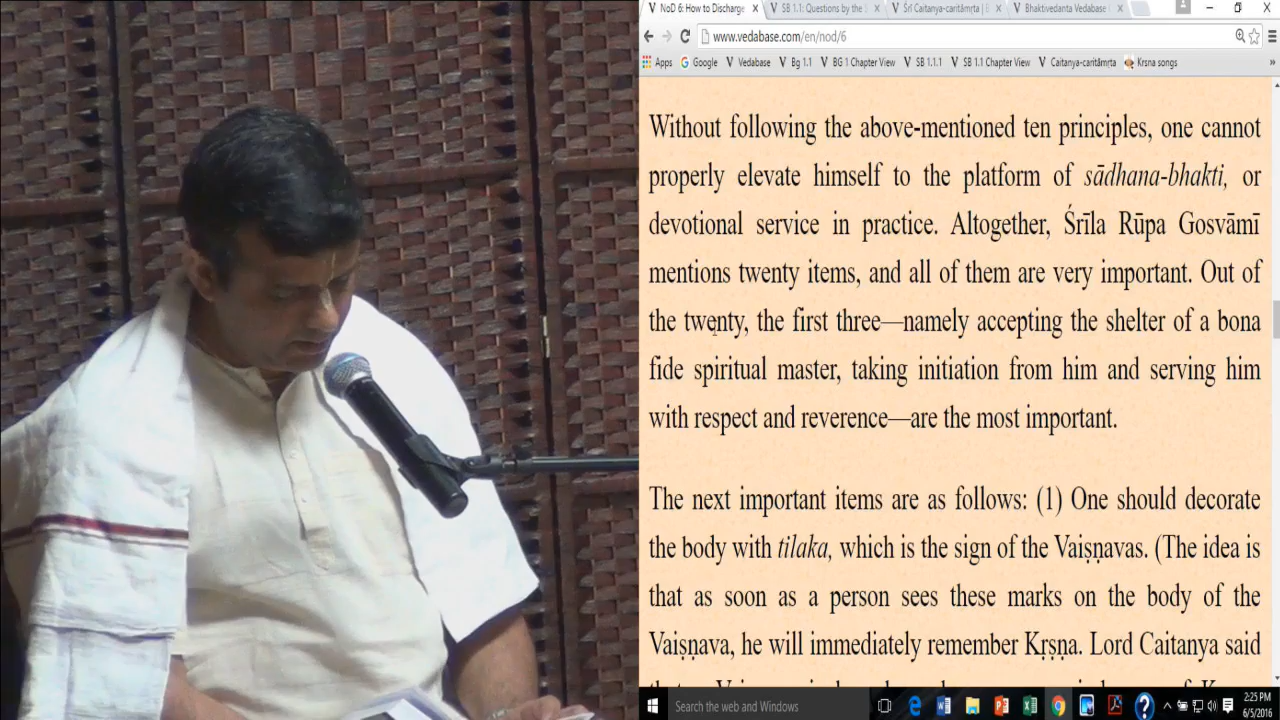 NoD 6: How to Discharge
SB 1.1: Questions by the
Śrī Caitanya-caritāmṛta |
Bhaktivedanta Vedabase
www.vedabase.com/en/nod/6
Apps Google Vedabase Bg 1.1 BG 1 Chapter View SB 1.1.1 SB 1.1 Chapter View Caitanya-caritāmṛta Krsna songs »
Without following the above-mentioned ten principles, one cannot
properly elevate himself to the platform of sādhana-bhakti, or
devotional service in practice. Altogether, Śrīla Rūpa Gosvāmī
mentions twenty items, and all of them are very important. Out of
the twenty, the first three—namely accepting the shelter of a bona
fide spiritual master, taking initiation from him and serving him
with respect and reverence—are the most important.
The next important items are as follows: (1) One should decorate
the body with tilaka, which is the sign of the Vaiṣṇavas. (The idea is
that as soon as a person sees these marks on the body of the
Vaiṣṇava, he will immediately remember Kṛṣṇa. Lord Caitanya said
Search the web and Windows
2:25 PM
6/5/2016